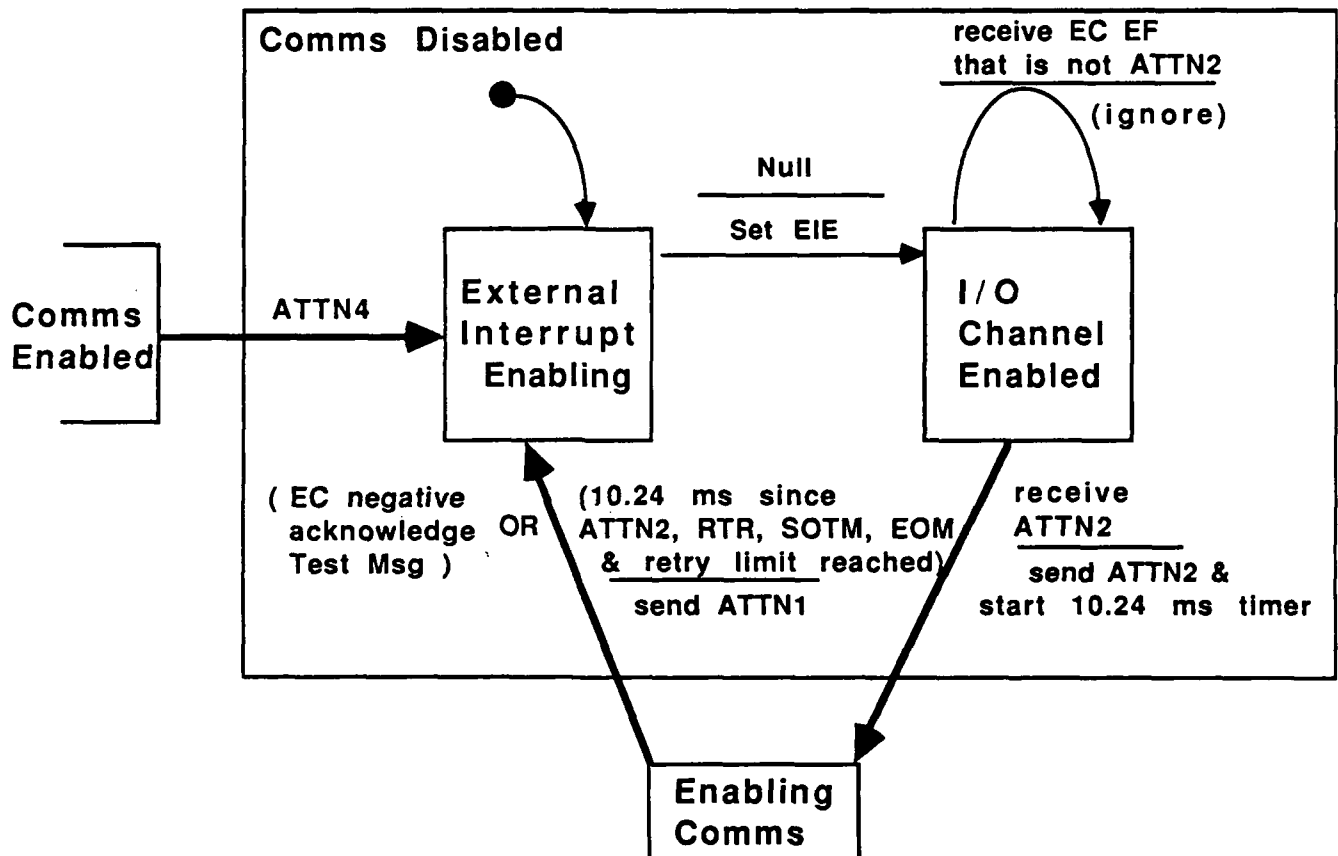 Comms Disabled
receive EC EF
that is not ATTN2
(ignore)
Null
Set EIE
Comms
Enabled
ATTN4
External
Interrupt
Enabling
I/O
Channel
Enabled
( EC negative
acknowledge
Test Msg )
OR
(10.24 ms since
ATTN2, RTR, SOTM, EOM
& retry limit reached)
send ATTN1
receive
ATTN2
send ATTN2 &
start 10.24 ms timer
Enabling
Comms